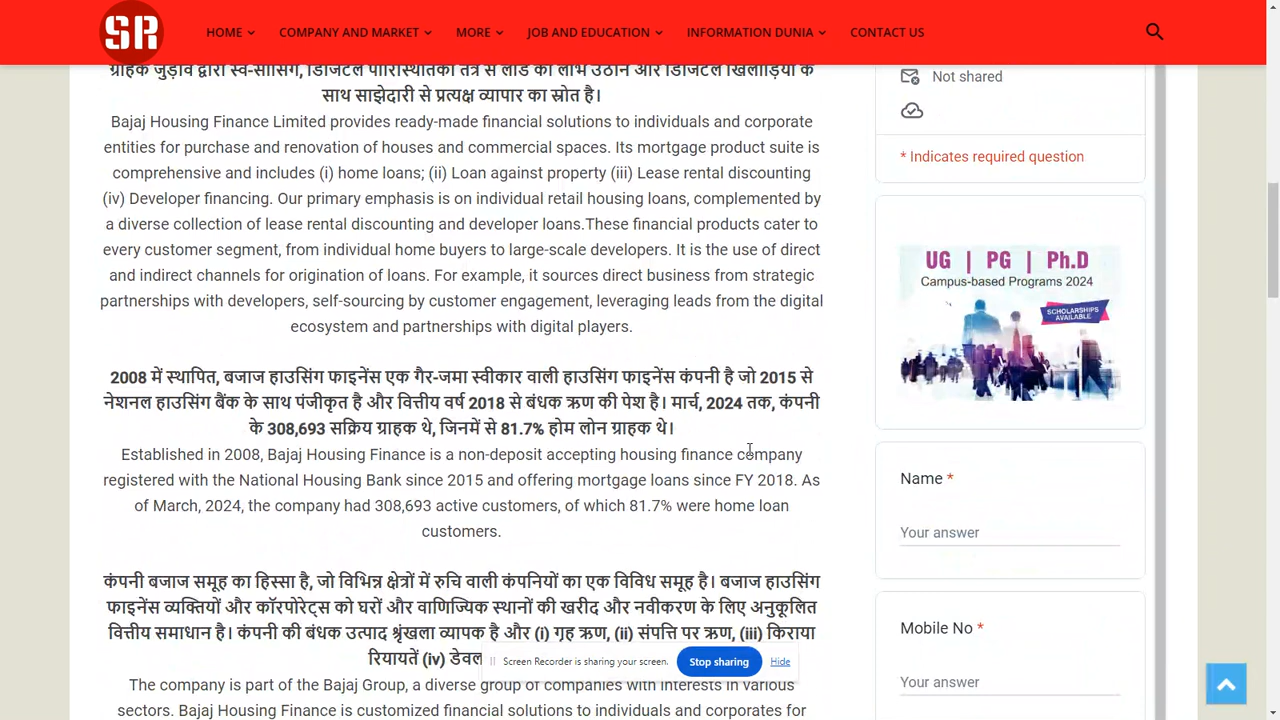 SR
HOME
COMPANY AND MARKET
MORE
JOB AND EDUCATION
INFORMATION DUNIA
CONTACT US
साथ साझेदारी से प्रत्यक्ष व्यापार का स्रोत है।
Bajaj Housing Finance Limited provides ready-made financial solutions to individuals and corporate
entities for purchase and renovation of houses and commercial spaces. Its mortgage product suite is
comprehensive and includes (i) home loans; (ii) Loan against property (iii) Lease rental discounting
(iv) Developer financing. Our primary emphasis is on individual retail housing loans, complemented by
a diverse collection of lease rental discounting and developer loans.These financial products cater to
every customer segment, from individual home buyers to large-scale developers. It is the use of direct
and indirect channels for origination of loans. For example, it sources direct business from strategic
partnerships with developers, self-sourcing by customer engagement, leveraging leads from the digital
ecosystem and partnerships with digital players.
2008 में स्थापित, बजाज हाउसिंग फाइनेंस एक गैर-जमा स्वीकार वाली हाउसिंग फाइनेंस कंपनी है जो 2015 से
नेशनल हाउसिंग बैंक के साथ पंजीकृत है और वित्तीय वर्ष 2018 से बंधक ऋण की पेश है। मार्च, 2024 तक, कंपनी
के 308,693 सक्रिय ग्राहक थे, जिनमें से 81.7% होम लोन ग्राहक थे।
Established in 2008, Bajaj Housing Finance is a non-deposit accepting housing finance company
registered with the National Housing Bank since 2015 and offering mortgage loans since FY 2018. As
of March, 2024, the company had 308,693 active customers, of which 81.7% were home loan
customers.
कंपनी बजाज समूह का हिस्सा है, जो विभिन्न क्षेत्रों में रुचि वाली कंपनियों का एक विविध समूह है। बजाज हाउसिंग
फाइनेंस व्यक्तियों और कॉरपोरेट्स को घरों और वाणिज्यिक स्थानों की खरीद और नवीकरण के लिए अनुकूलित
वित्तीय समाधान है। कंपनी की बंधक उत्पाद श्रृंखला व्यापक है और (i) गृह ऋण, (ii) संपत्ति पर ऋण, (iii) किराया
रियायतें (iv)
The company is part of the Bajaj Group, a diverse group of companies with interests in various
sectors. Bajaj Housing Finance is customized financial solutions to individuals and corporates for
Screen Recorder is sharing your screen.
Stop sharing
Hide
Not shared
* Indicates required question
UG | PG | Ph.D
Campus-based Programs 2024
SCHOLARSHIPS
AVAILABLE
Name *
Your answer
Mobile No *
Your answer